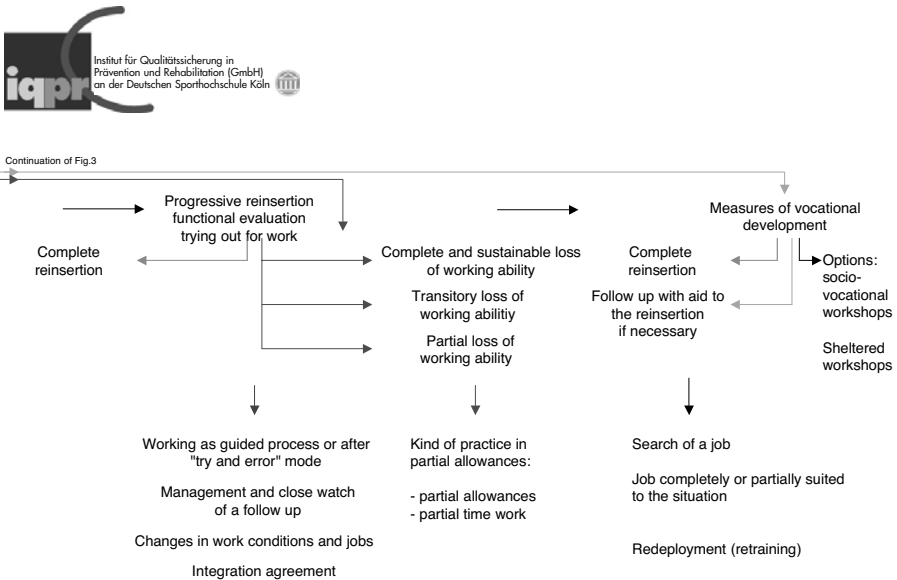 iqpr
Institut für Qualitätssicherung in
Prävention und Rehabilitation (GmbH)
an der Deutschen Sporthochschule Köln
Continuation of Fig.3
Progressive reinsertion
functional evaluation
trying out for work
Complete
reinsertion
Complete and sustainable loss
of working ability
Transitory loss of
working abilitiy
Partial loss of
working ability
Measures of vocational
development
Complete
reinsertion
Follow up with aid to
the reinsertion
if necessary
Options:
socio-
vocational
workshops
Sheltered
workshops
Working as guided process or after
"try and error" mode
Management and close watch
of a follow up
Changes in work conditions and jobs
Integration agreement
Kind of practice in
partial allowances:
- partial allowances
- partial time work
Search of a job
Job completely or partially suited
to the situation
Redeployment (retraining)